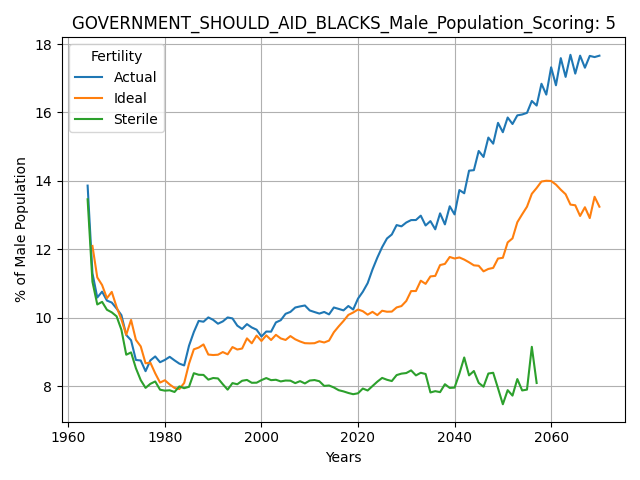 GOVERNMENT_SHOULD_AID_BLACKS_Male_Population_Scoring: 5
Fertility
Actual
Ideal
Sterile
% of Male Population
18
16
14
12
10
8
1960
1980
2000
2020
2040
2060
Years